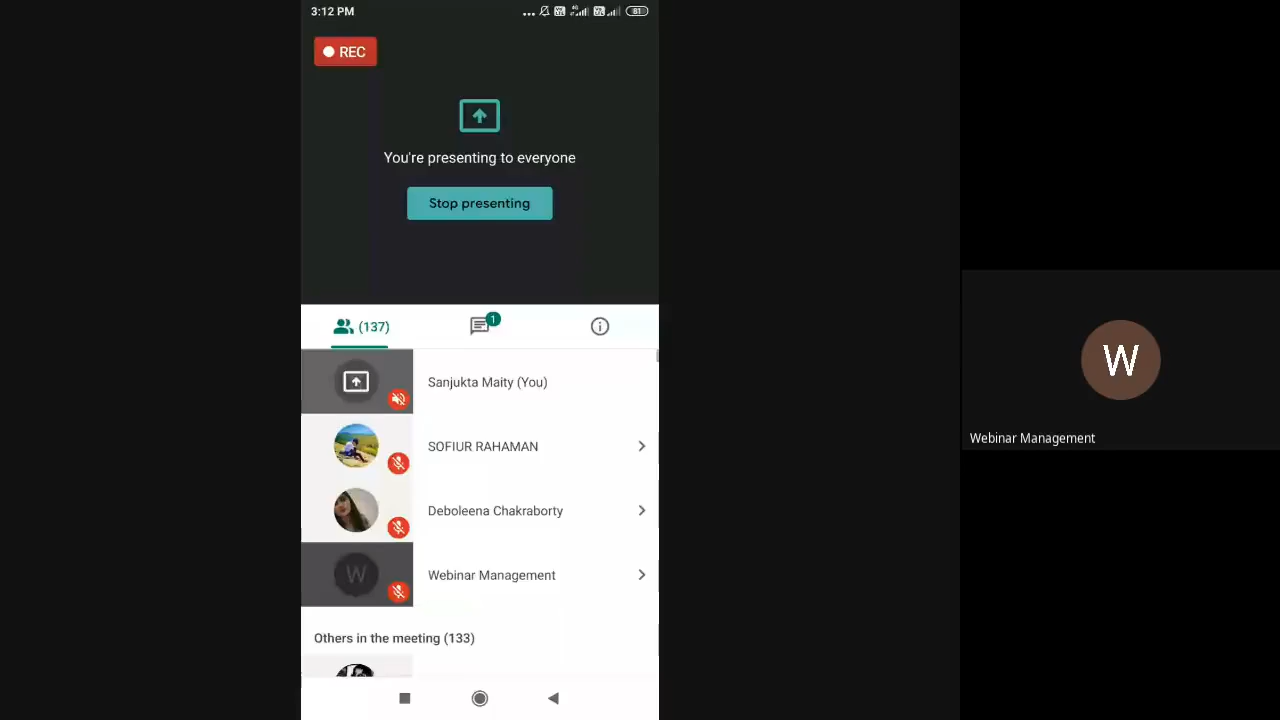 3:12 PM
81
REC
You're presenting to everyone
Stop presenting
(137)
1
Sanjukta Maity (You)
SOFIUR RAHAMAN
Deboleena Chakraborty
W
Webinar Management
Others in the meeting (133)
W
Webinar Management